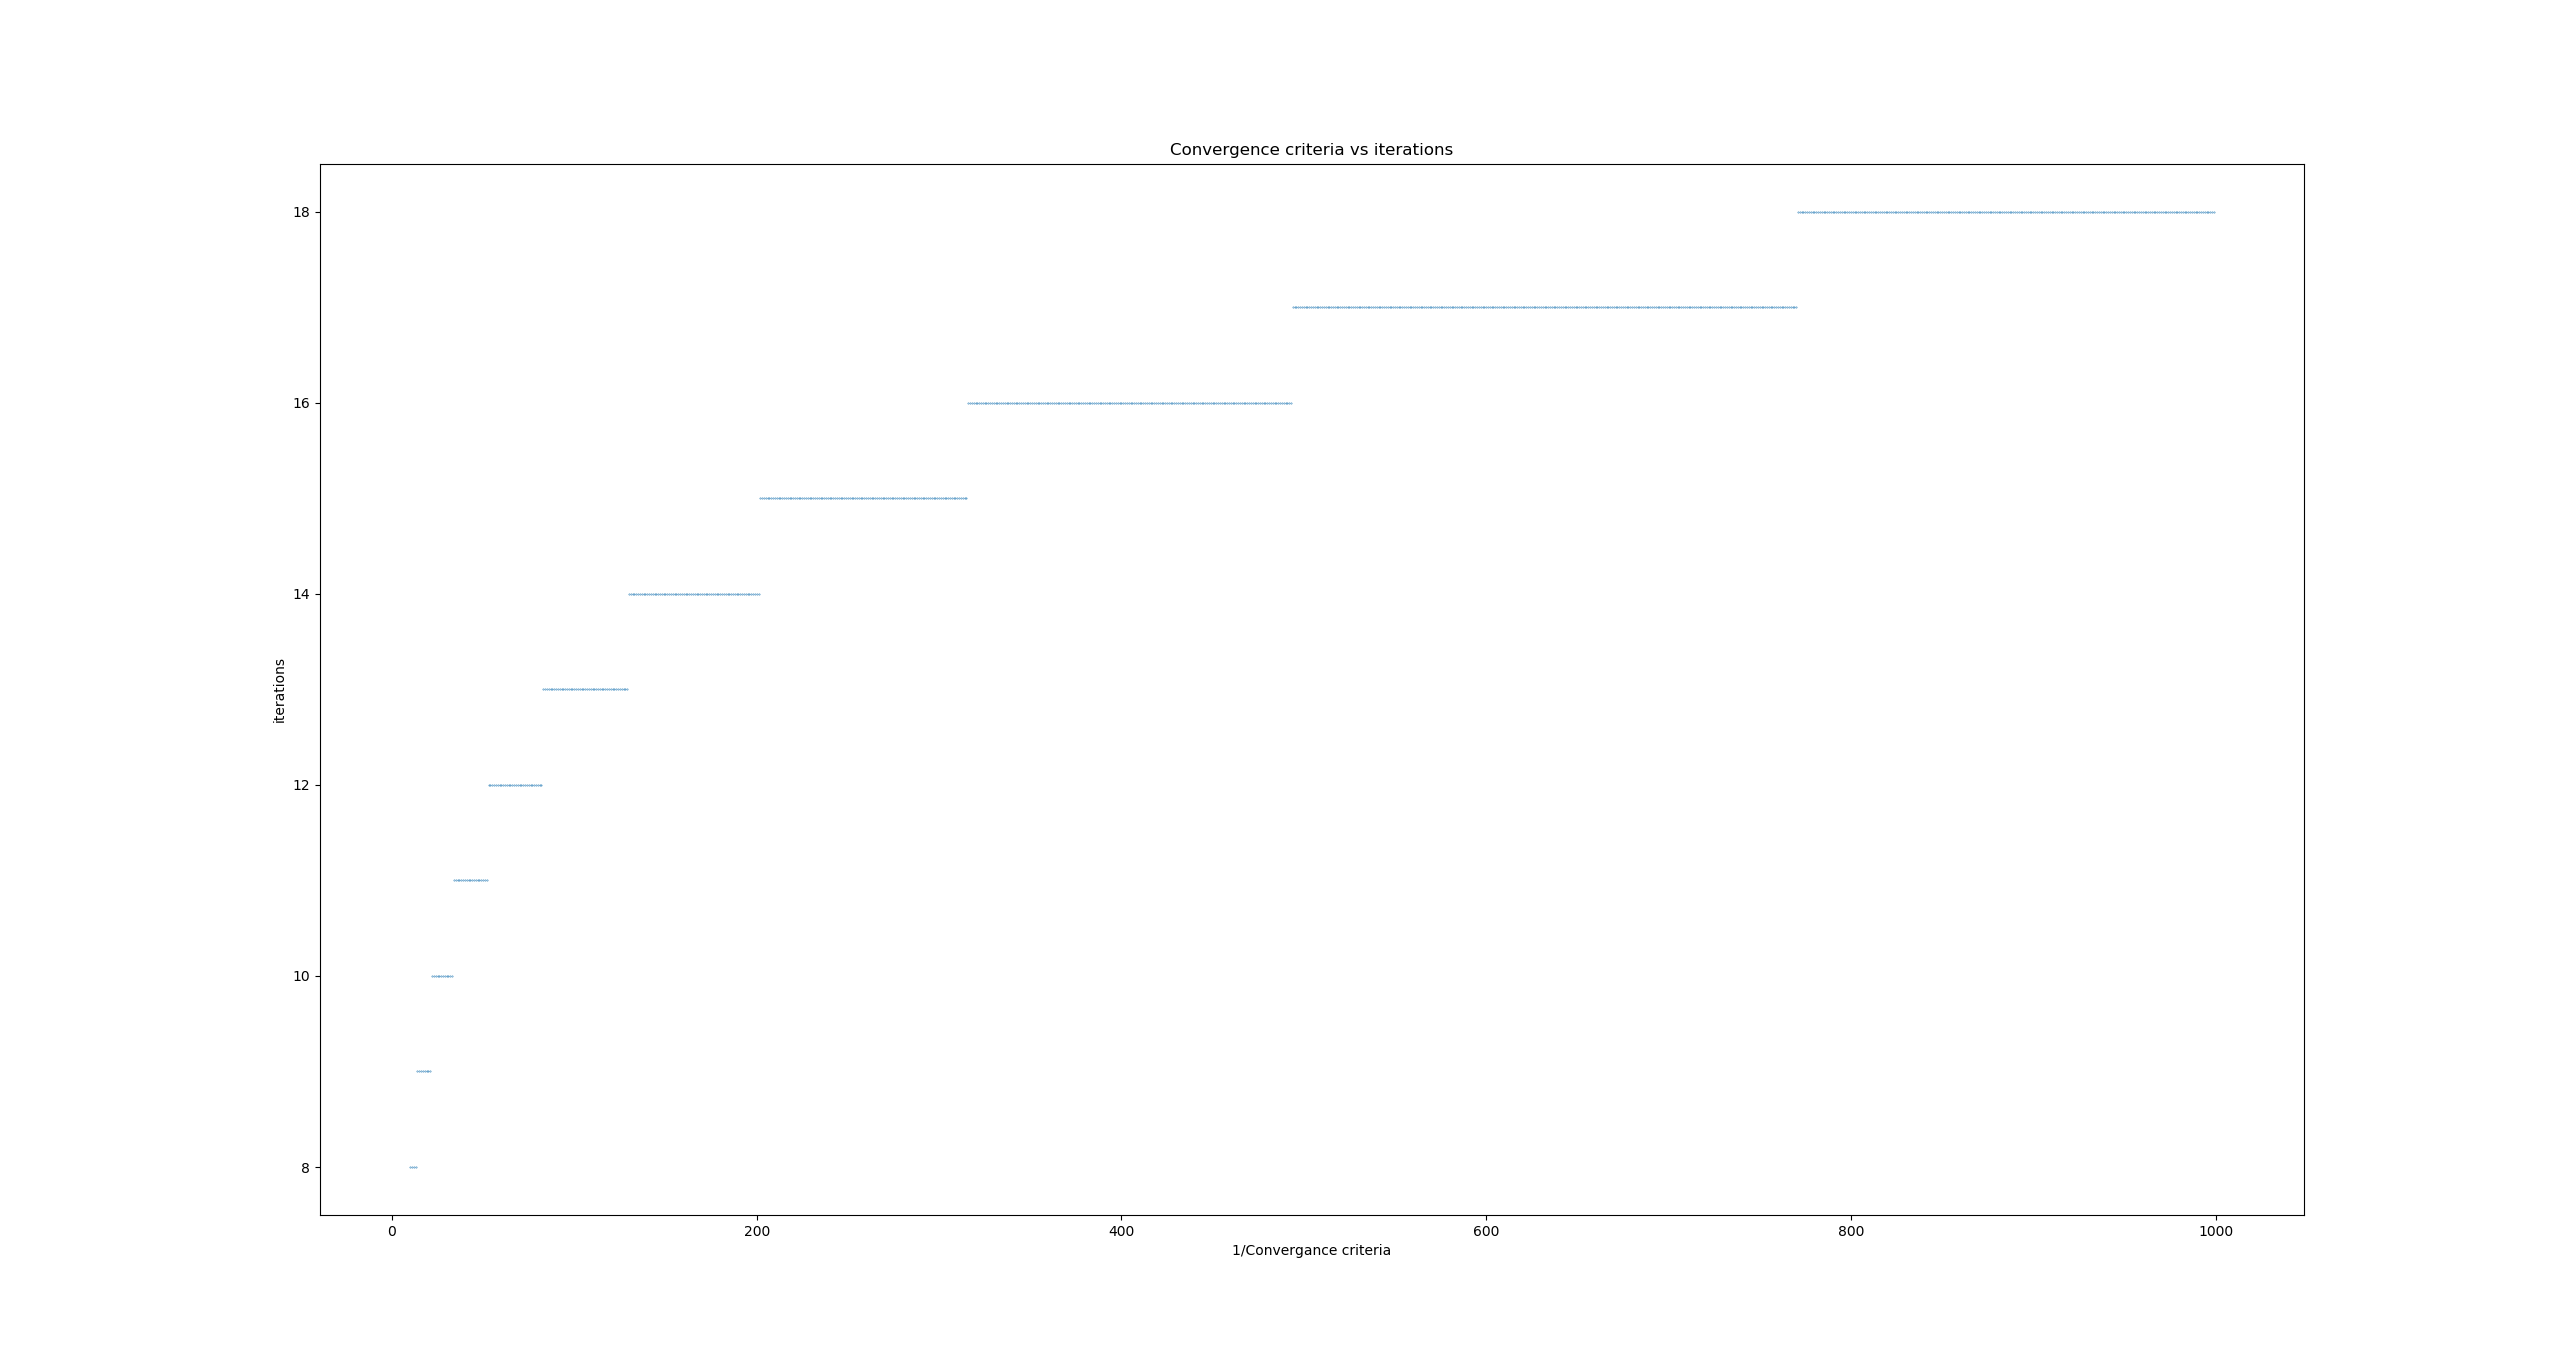 Convergence criteria vs iterations
18
16
14
12
10
8
iterations
0 200 400 600 800 1000
1/Convergance criteria